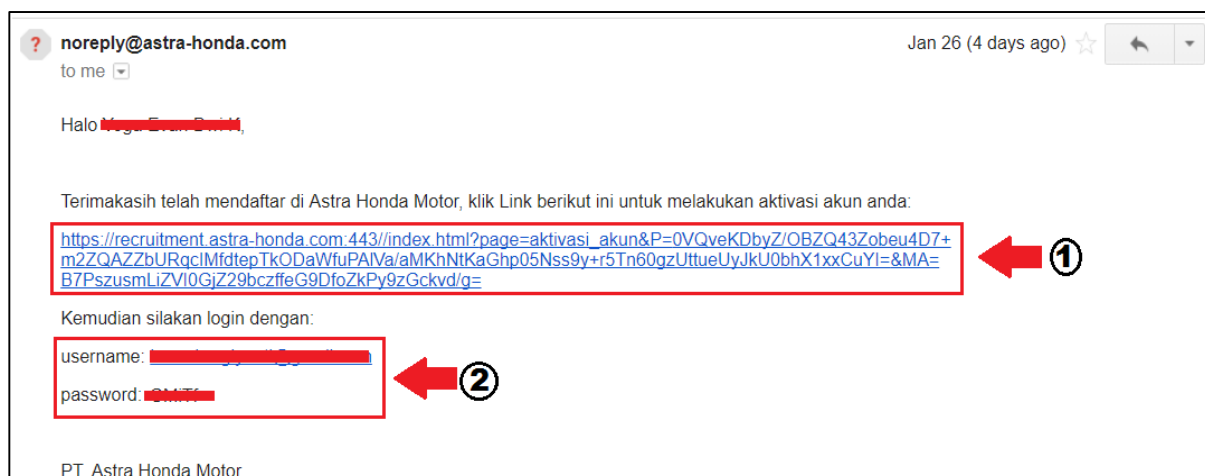 noreply@astra-honda.com
Jan 26 (4 days ago)
to me
Halo
Terimakasih telah mendaftar di Astra Honda Motor, klik Link berikut ini untuk melakukan aktivasi akun anda:
https://recruitment.astra-honda.com:443//index.html?page=aktivasi_akun&P=0VQveKDbyZ/OBZQ43Zobeu4D7+
m2ZQAZZbURqclMfdtepTkODaWfuPAlVa/aMKhNtKaGhp05Nss9y+r5Tn60gzUttueUyJkU0bhX1xxCuYI=&MA=
B7PszusmLiZVI0GjZ29bczffeG9DfoZkPy9zGckvd/g=
1
Kemudian silakan login dengan:
username:
password:
2
PT Astra Honda Motor